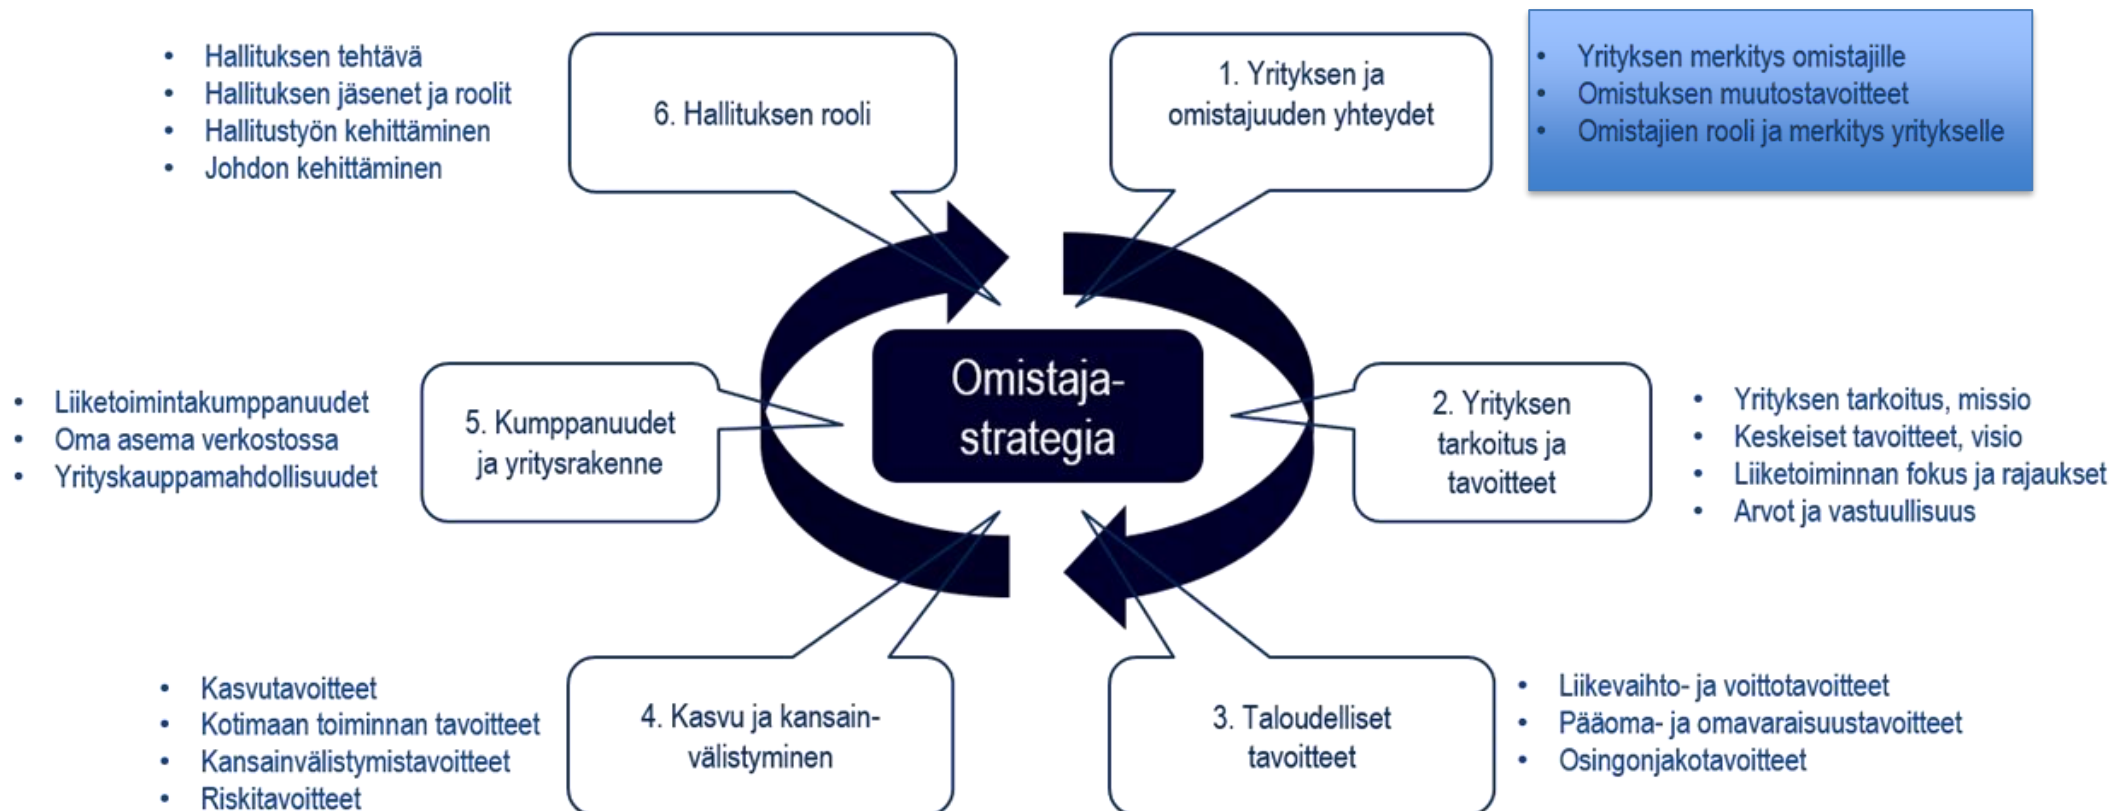 • Hallituksen tehtävä
• Hallituksen jäsenet ja roolit
• Hallitustyön kehittäminen
• Johdon kehittäminen
6. Hallituksen rooli
1. Yrityksen ja
omistajuuden yhteydet
• Yrityksen merkitys omistajille
• Omistuksen muutostavoitteet
• Omistajien rooli ja merkitys yritykselle
• Liiketoimintakumppanuudet
• Oma asema verkostossa
• Yrityskauppamahdollisuudet
5. Kumppanuudet
ja yritysrakenne
Omistaja-
strategia
2. Yrityksen
tarkoitus ja
tavoitteet
• Yrityksen tarkoitus, missio
• Keskeiset tavoitteet, visio
• Liiketoiminnan fokus ja rajaukset
• Arvot ja vastuullisuus
• Kasvutavoitteet
• Kotimaan toiminnan tavoitteet
• Kansainvälistymistavoitteet
• Riskitavoitteet
4. Kasvu ja kansain-
välistyminen
3. Taloudelliset
tavoitteet
• Liikevaihto- ja voittotavoitteet
• Pääoma- ja omavaraisuustavoitteet
• Osingonjakotavoitteet